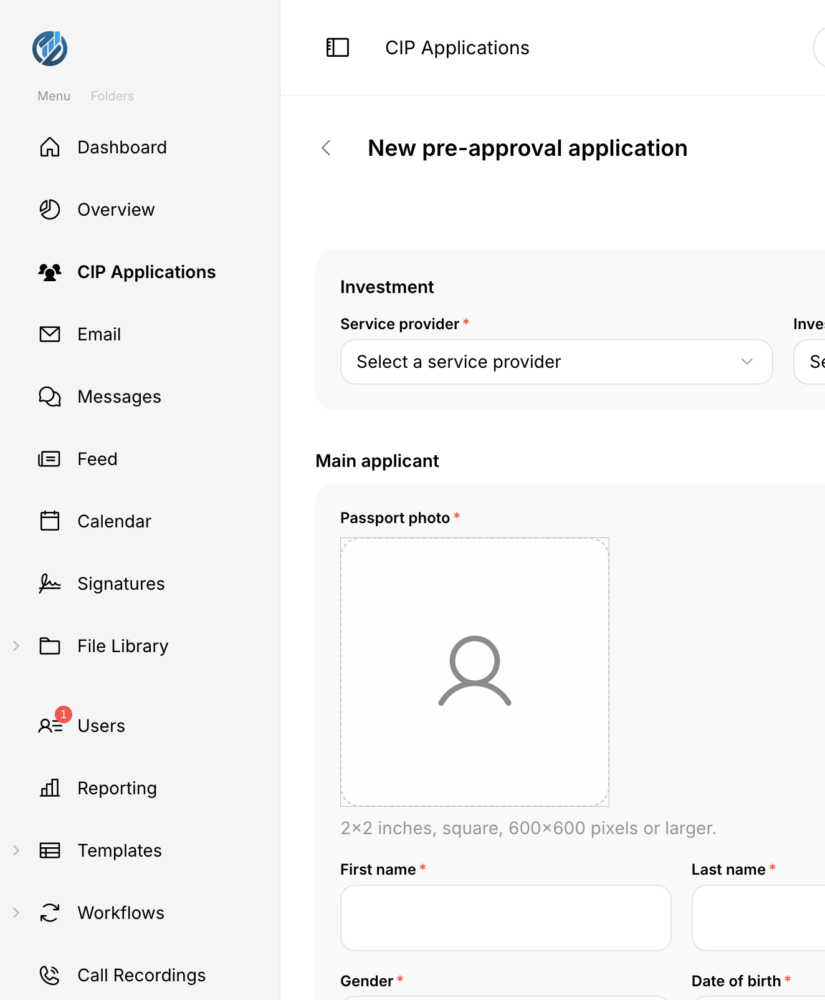 CIP Applications
Menu Folders
Dashboard
Overview
CIP Applications
Email
Messages
Feed
Calendar
Signatures
File Library
1
Users
Reporting
Templates
Workflows
Call Recordings
New pre-approval application
Investment
Service provider *
Select a service provider
Main applicant
Passport photo *
2×2 inches, square, 600×600 pixels or larger.
First name * Last name *
Gender * Date of birth *